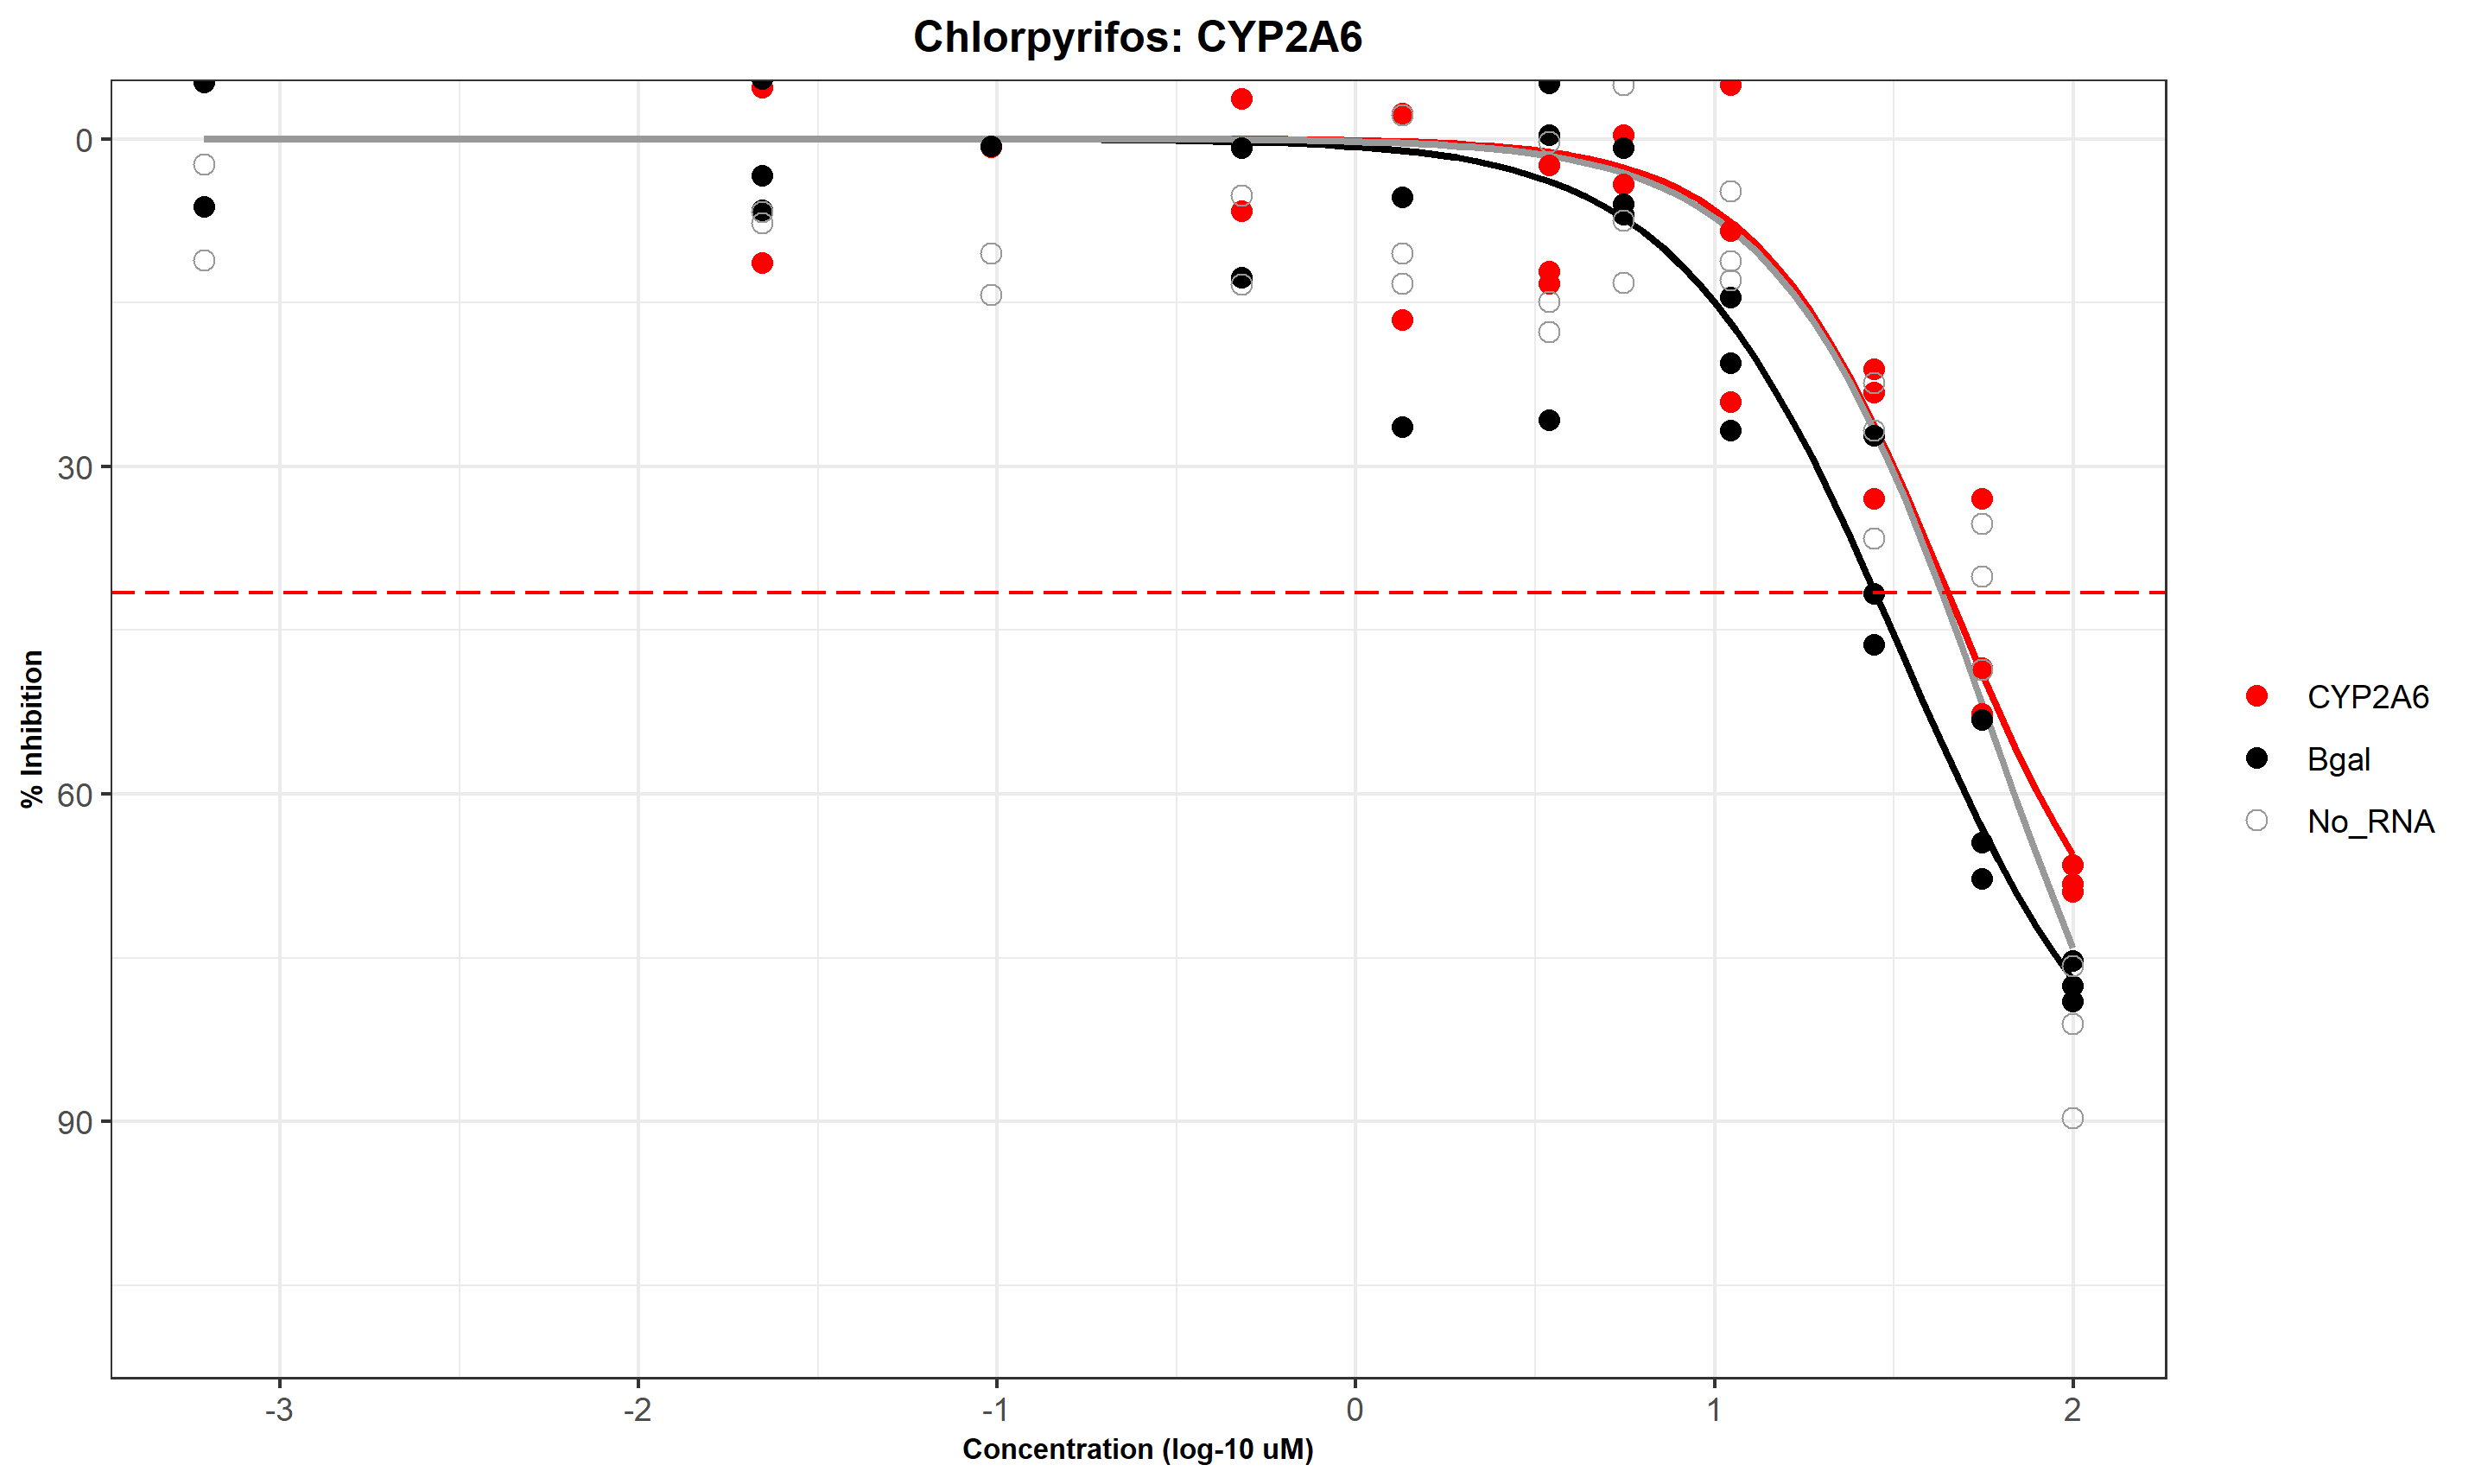 Chlorpyrifos: CYP2A6
% Inhibition
0
30
60
90
-3
-2
-1
0
1
2
Concentration (log-10 uM)
CYP2A6
Bgal
No_RNA